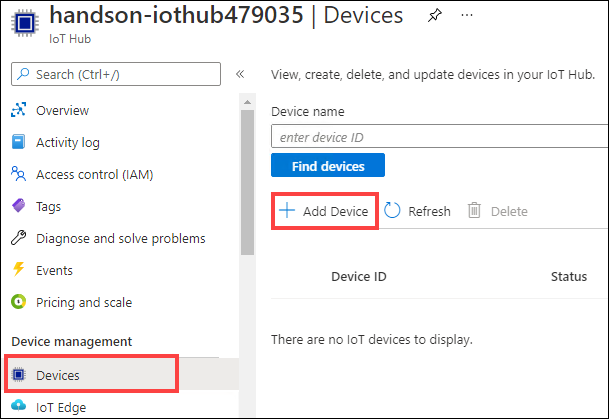 handson-iothub479035 | Devices
IoT Hub
Search (Ctrl+/)
Overview
Activity log
Access control (IAM)
Tags
Diagnose and solve problems
Events
Pricing and scale
Device management
Devices
IoT Edge
View, create, delete, and update devices in your IoT Hub.
Device name
enter device ID
Find devices
Add Device Refresh Delete
Device ID Status
There are no IoT devices to display.